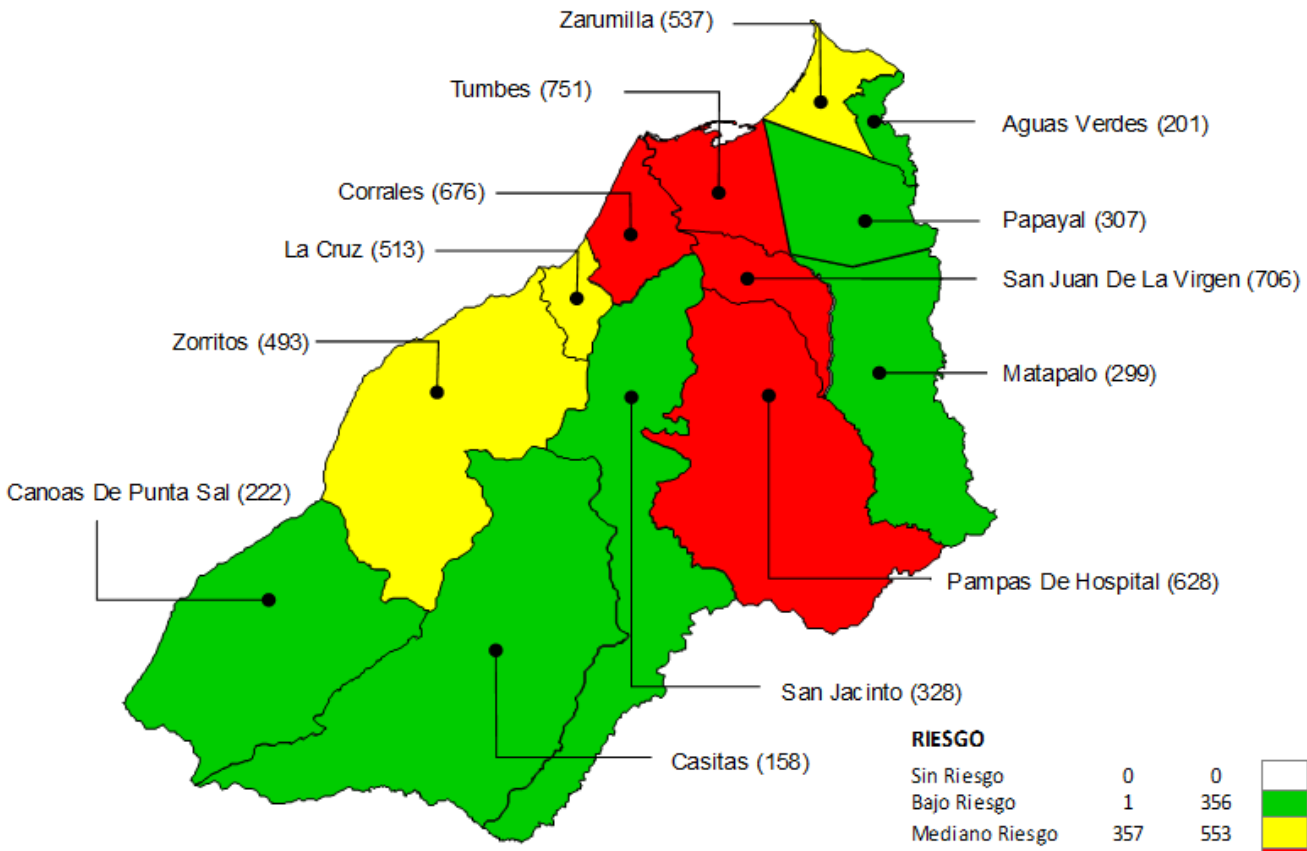 Zarumilla (537)
Tumbes (751)
Aguas Verdes (201)
Corrales (676)
Papayal (307)
La Cruz (513)
San Juan De La Virgen (706)
Zorritos (493)
Matapalo (299)
Canoas De Punta Sal (222)
Pampas De Hospital (628)
San Jacinto (328)
Casitas (158)
RIESGO
Sin Riesgo 0 0
Bajo Riesgo 1 356
Mediano Riesgo 357 553